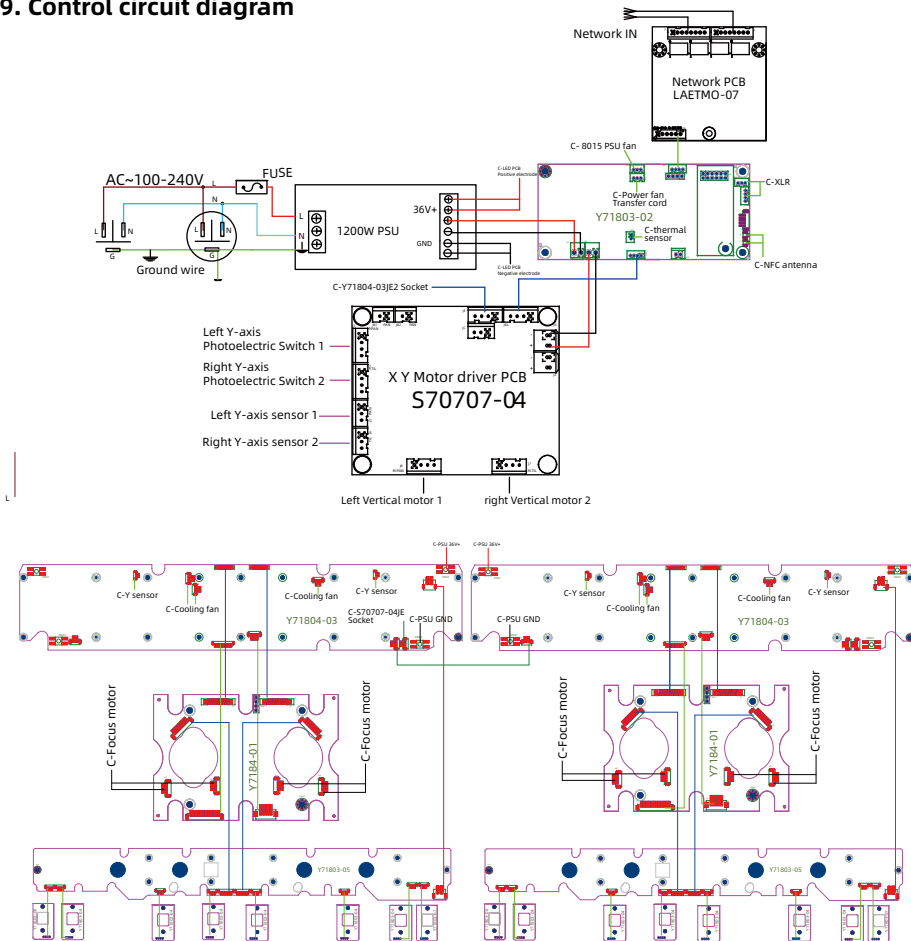 9. Control circuit diagram
Network IN
Network PCB
LAETMO-07
C- 8015 PSU fan
AC~100-240V
L
FUSE
C-LED PCB
Positive electrode
C-XLR
C-Power fan
Transfer cord
N
36V+
Y71803-02
L
L
N
L
N
N
1200W PSU
C-thermal
sensor
GND
G
G
Ground wire
C-LED PCB
Negative electrode
C-NFC antenna
C-Y71804-03JE2 Socket
Left Y-axis
Photoelectric Switch 1
Right Y-axis
Photoelectric Switch 2
X Y Motor driver PCB
S70707-04
Left Y-axis sensor 1
Right Y-axis sensor 2
L
Left Vertical motor 1
right Vertical motor 2
C-PSU 36V+
C-PSU 36V+
C-Y sensor
C-Cooling fan
C-Cooling fan
C-Y sensor
C-Y sensor
C-Cooling fan
C-Cooling fan
C-Y sensor
C-S70707-04JE
Socket
C-PSU GND
C-PSU GND
Y71804-03
Y71804-03
C-Focus motor
Y7184-01
C-Focus motor
C-Focus motor
Y7184-01
C-Focus motor
Y71803-05
Y71803-05